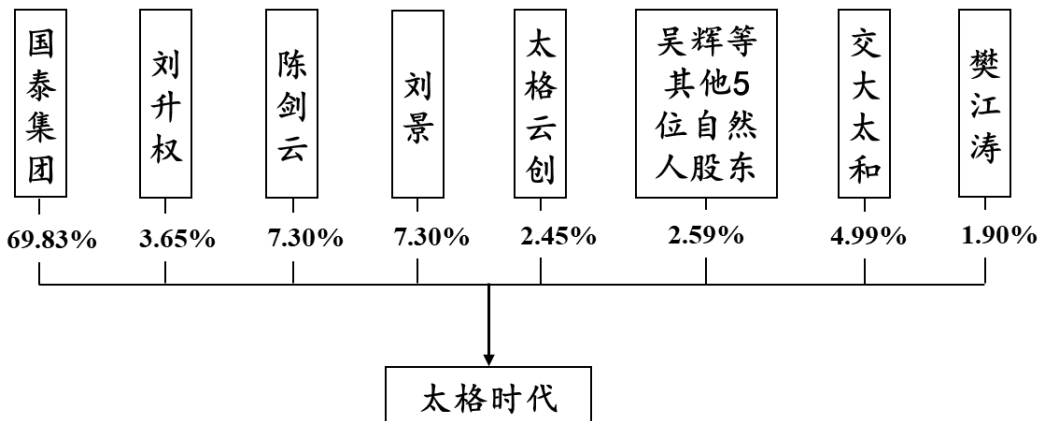 国泰集团
刘升权
陈剑云
刘景
太格云创
吴辉等
其他5
位自然
人股东
交大太和
樊江涛
69.83%
3.65%
7.30%
7.30%
2.45%
2.59%
4.99%
1.90%
太格时代